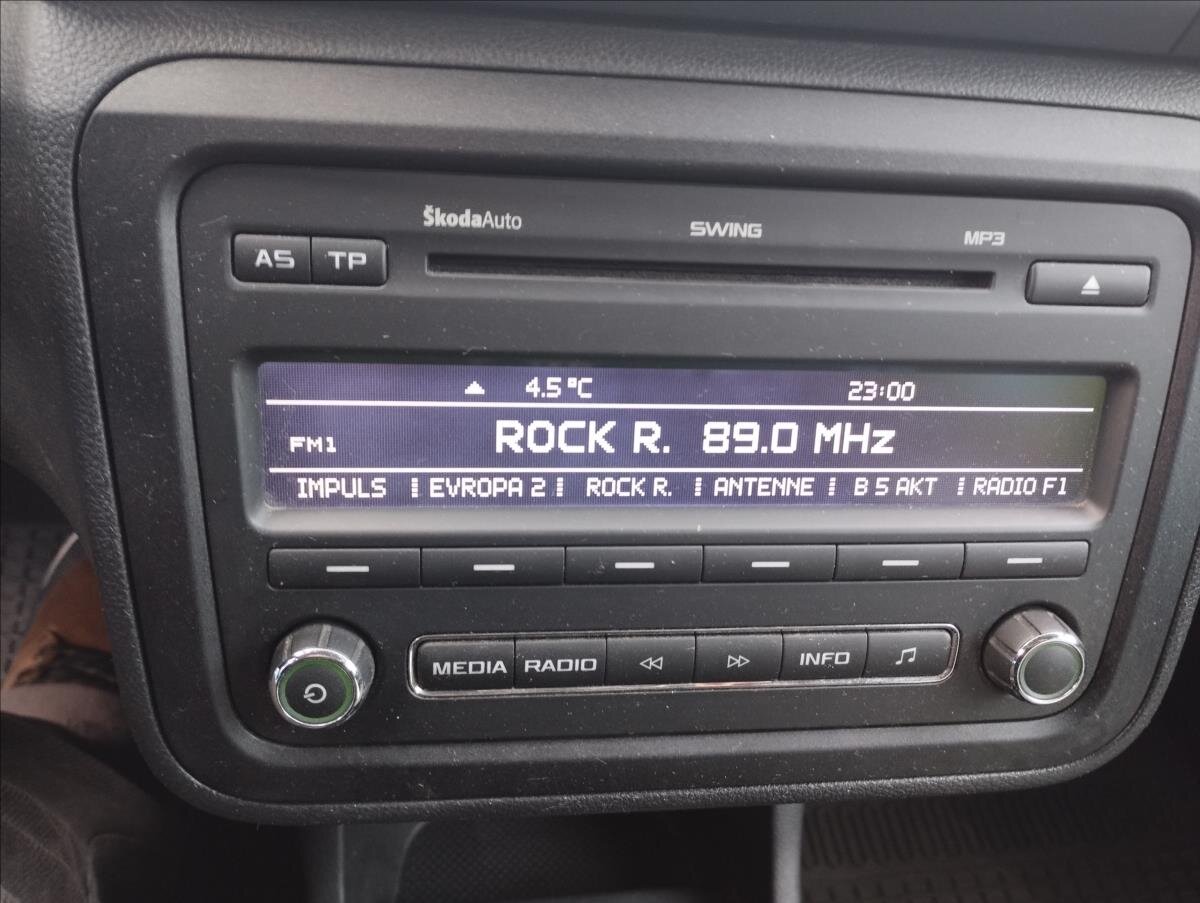 ŠkodaAuto SWING MP3
AS TP
4.5°C 23:00
FM1 ROCK R. 89.0 MHz
IMPULS EVROPA 2 ROCK R. ANTENNE B 5 AKT RADIO F1
MEDIA RADIO INFO